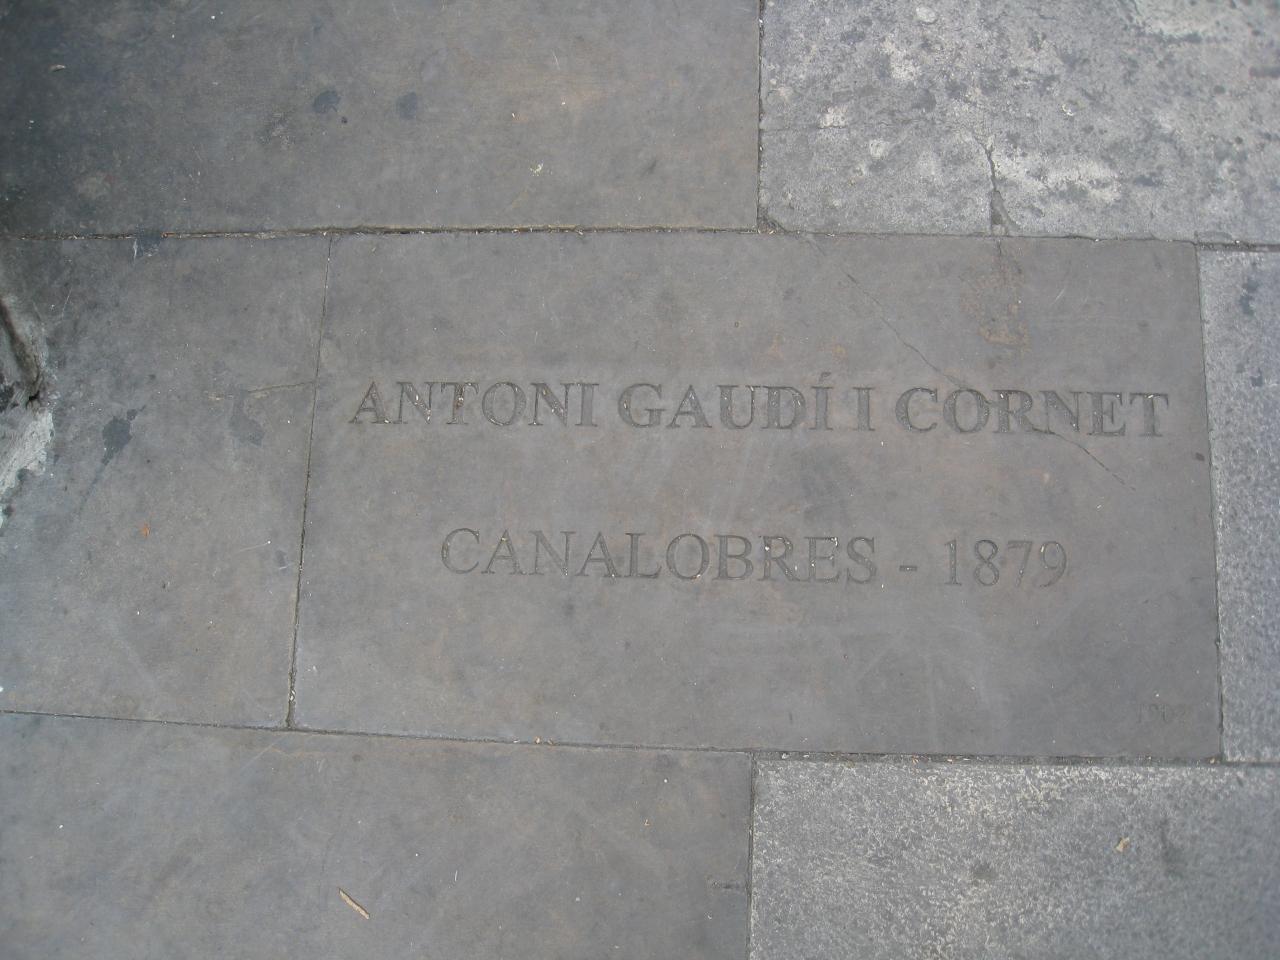 ANTONI GAUDÍ I CORNET
CANALOBRES - 1879